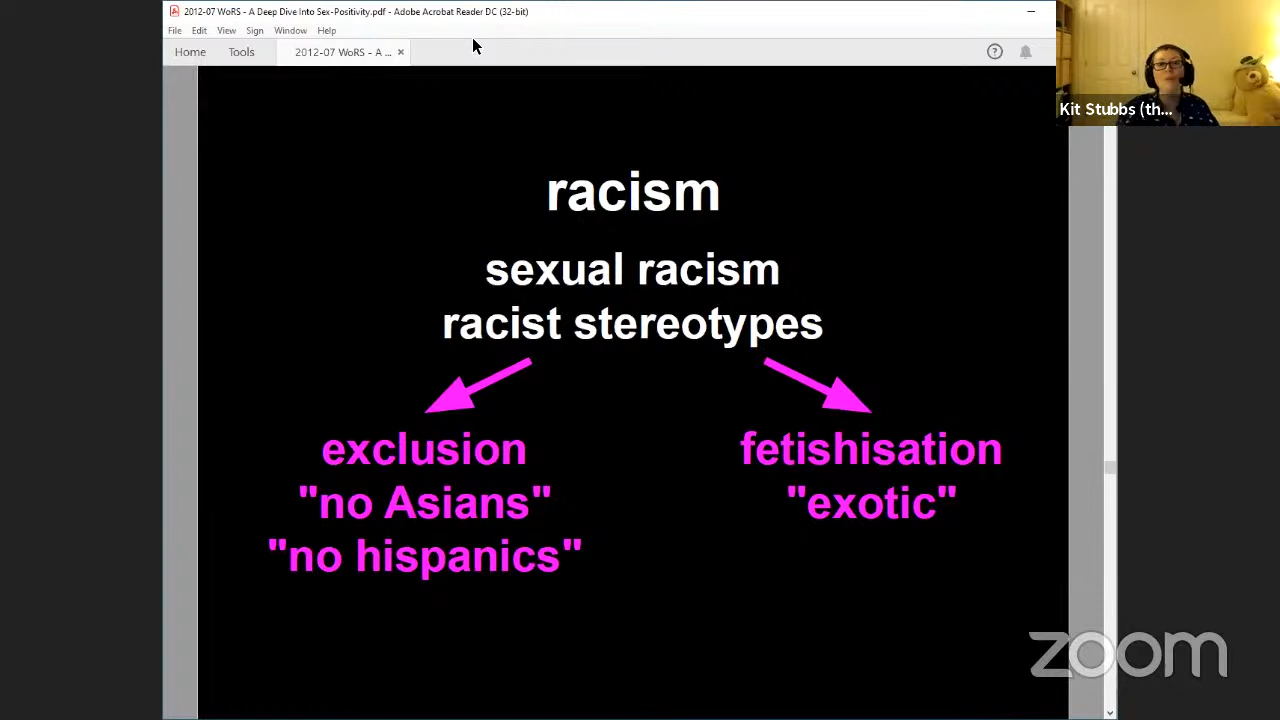 2012-07 WoRS - A Deep Dive Into Sex-Positivity.pdf - Adobe Acrobat Reader DC (32-bit)
File Edit View Sign Window Help
Home Tools 2012-07 WoRS - A ... ×
?
Kit Stubbs (th...
racism
sexual racism
racist stereotypes
exclusion
"no Asians"
"no hispanics"
fetishisation
"exotic"
zoom